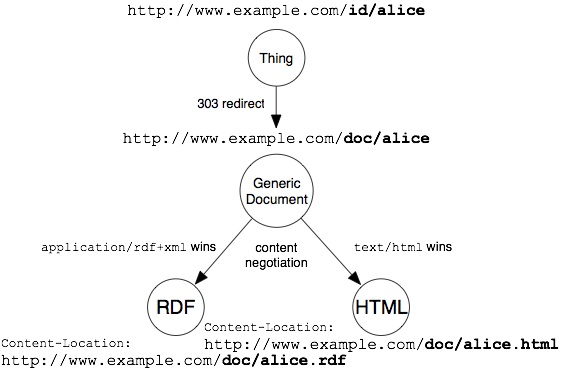 http://www.example.com/id/alice
Thing
303 redirect
http://www.example.com/doc/alice
Generic
Document
application/rdf+xml wins
content
negotiation
text/html wins
RDF
HTML
Content-Location:
http://www.example.com/doc/alice.rdf
Content-Location:
http://www.example.com/doc/alice.html